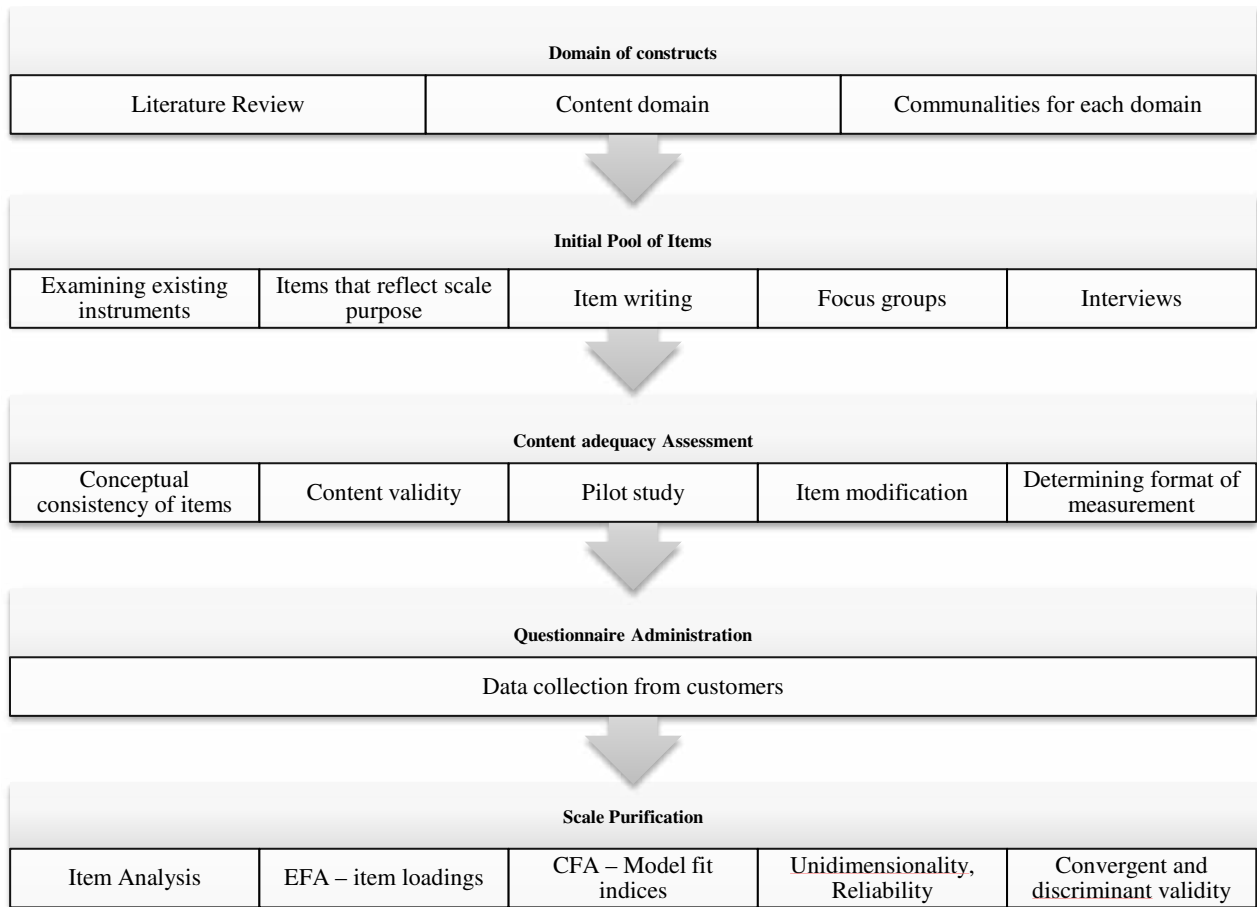 Domain of constructs
Literature Review
Content domain
Communalities for each domain
Initial Pool of Items
Examining existing
instruments
Items that reflect scale
purpose
Item writing
Focus groups
Interviews
Content adequacy Assessment
Conceptual
consistency of items
Content validity
Pilot study
Item modification
Determining format of
measurement
Questionnaire Administration
Data collection from customers
Scale Purification
Item Analysis
EFA – item loadings
CFA – Model fit
indices
Unidimensionality,
Reliability
Convergent and
discriminant validity